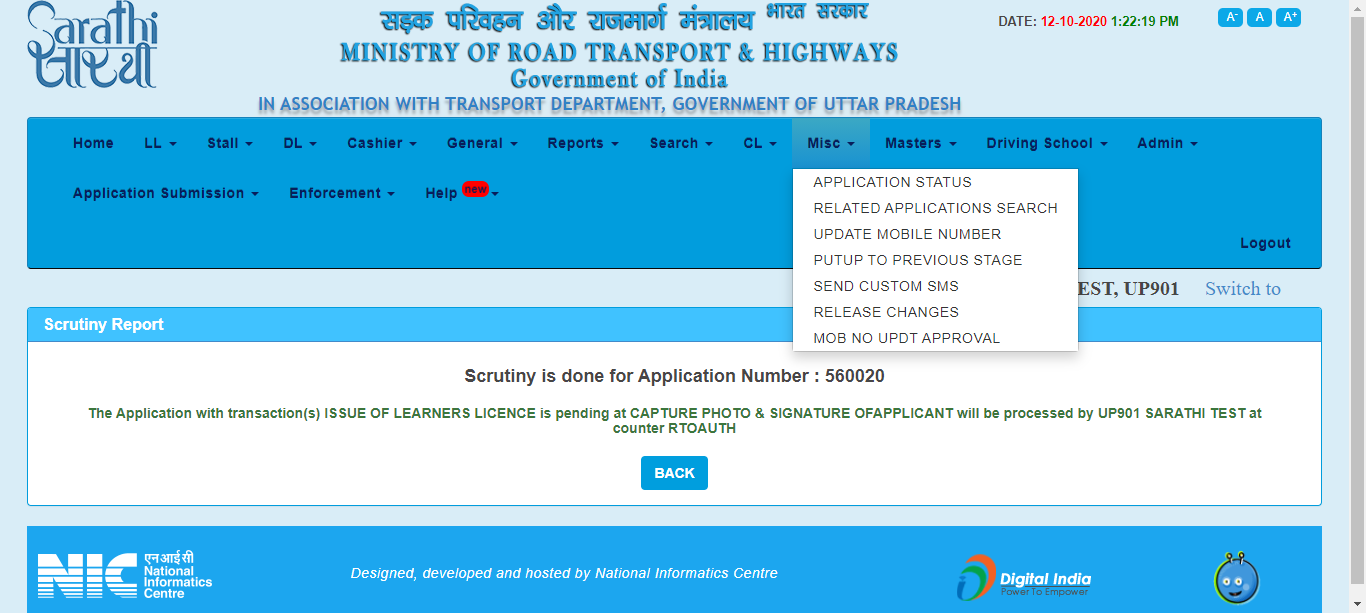 Sarathi
सारथी
सड़क परिवहन और राजमार्ग मंत्रालय भारत सरकार
MINISTRY OF ROAD TRANSPORT & HIGHWAYS
Government of India
IN ASSOCIATION WITH TRANSPORT DEPARTMENT, GOVERNMENT OF UTTAR PRADESH
DATE: 12-10-2020 1:22:19 PM
A- A A+
Home LL Stall DL Cashier General Reports Search CL Misc Masters Driving School Admin
Application Submission Enforcement Help new
APPLICATION STATUS
RELATED APPLICATIONS SEARCH
UPDATE MOBILE NUMBER
PUTUP TO PREVIOUS STAGE
SEND CUSTOM SMS
RELEASE CHANGES
MOB NO UPDT APPROVAL
Logout
EST, UP901 Switch to
Scrutiny Report
Scrutiny is done for Application Number : 560020
The Application with transaction(s) ISSUE OF LEARNERS LICENCE is pending at CAPTURE PHOTO & SIGNATURE OFAPPLICANT will be processed by UP901 SARATHI TEST at
counter RTOAUTH
BACK
NIC
एनआईसी
National
Informatics
Centre
Designed, developed and hosted by National Informatics Centre
Digital India
Power To Empower